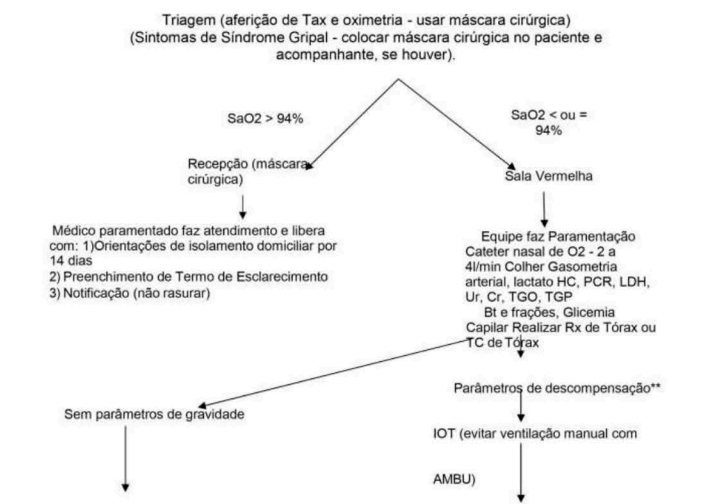 Triagem (aferição de Tax e oximetria - usar máscara cirúrgica)
(Sintomas de Síndrome Gripal - colocar máscara cirúrgica no paciente e
acompanhante, se houver).
SaO2 > 94%
SaO2 < ou =
94%
Recepção (máscara
cirúrgica)
Sala Vermelha
Médico paramentado faz atendimento e libera
com: 1)Orientações de isolamento domiciliar por
14 dias
2) Preenchimento de Termo de Esclarecimento
3) Notificação (não rasurar)
Equipe faz Paramentação
Cateter nasal de O2 - 2 a
4l/min Colher Gasometria
arterial, lactato HC, PCR, LDH,
Ur, Cr, TGO, TGP
Bt e frações, Glicemia
Capilar Realizar Rx de Tórax ou
TC de Tórax
Parâmetros de descompensação**
Sem parâmetros de gravidade
IOT (evitar ventilação manual com
AMBU)